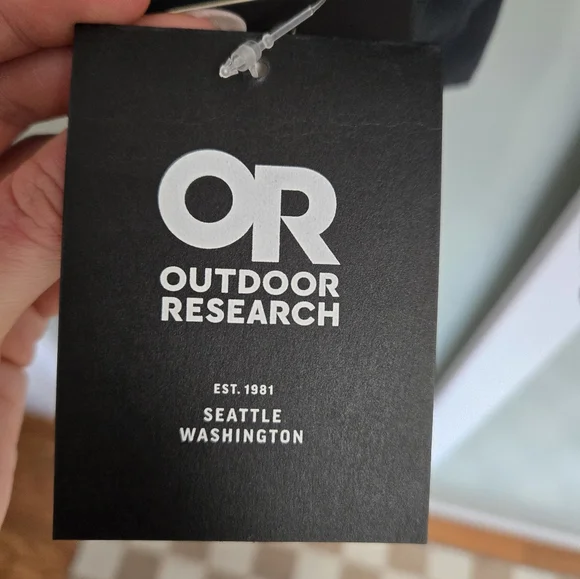 OR
OUTDOOR
RESEARCH
EST. 1981
SEATTLE
WASHINGTON